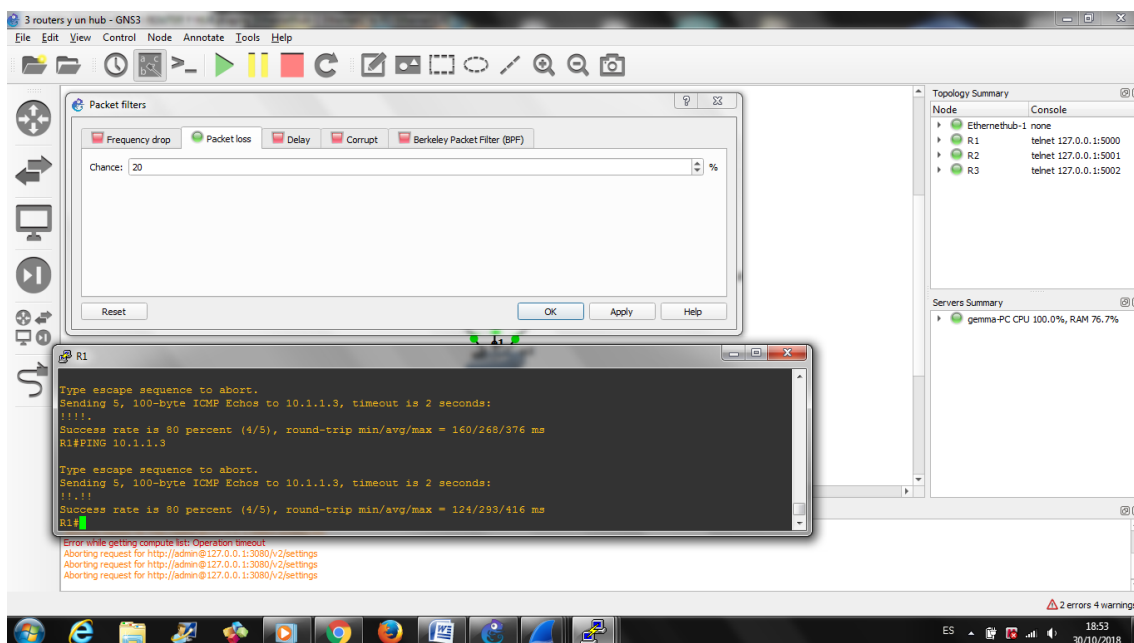 3 routers y un hub - GNS3
File Edit View Control Node Annotate Tools Help
Packet filters
Frequency drop Packet loss Delay Corrupt Berkeley Packet Filter (BPF)
Chance: 20 %
Reset OK Apply Help
Topology Summary
Node Console
Ethernethub-1 none
R1 telnet 127.0.0.1:5000
R2 telnet 127.0.0.1:5001
R3 telnet 127.0.0.1:5002
Servers Summary
gemma-PC CPU 100.0%, RAM 76.7%
R1
Type escape sequence to abort.
Sending 5, 100-byte ICMP Echos to 10.1.1.3, timeout is 2 seconds:
!!!!.
Success rate is 80 percent (4/5), round-trip min/avg/max = 160/268/376 ms
R1#PING 10.1.1.3
Type escape sequence to abort.
Sending 5, 100-byte ICMP Echos to 10.1.1.3, timeout is 2 seconds:
!!.!!
Success rate is 80 percent (4/5), round-trip min/avg/max = 124/293/416 ms
R1#
Error while getting compute list: Operation timeout
Aborting request for http://admin@127.0.0.1:3080/v2/settings
Aborting request for http://admin@127.0.0.1:3080/v2/settings
Aborting request for http://admin@127.0.0.1:3080/v2/settings
2 errors 4 warnings
ES
18:53
30/10/2018